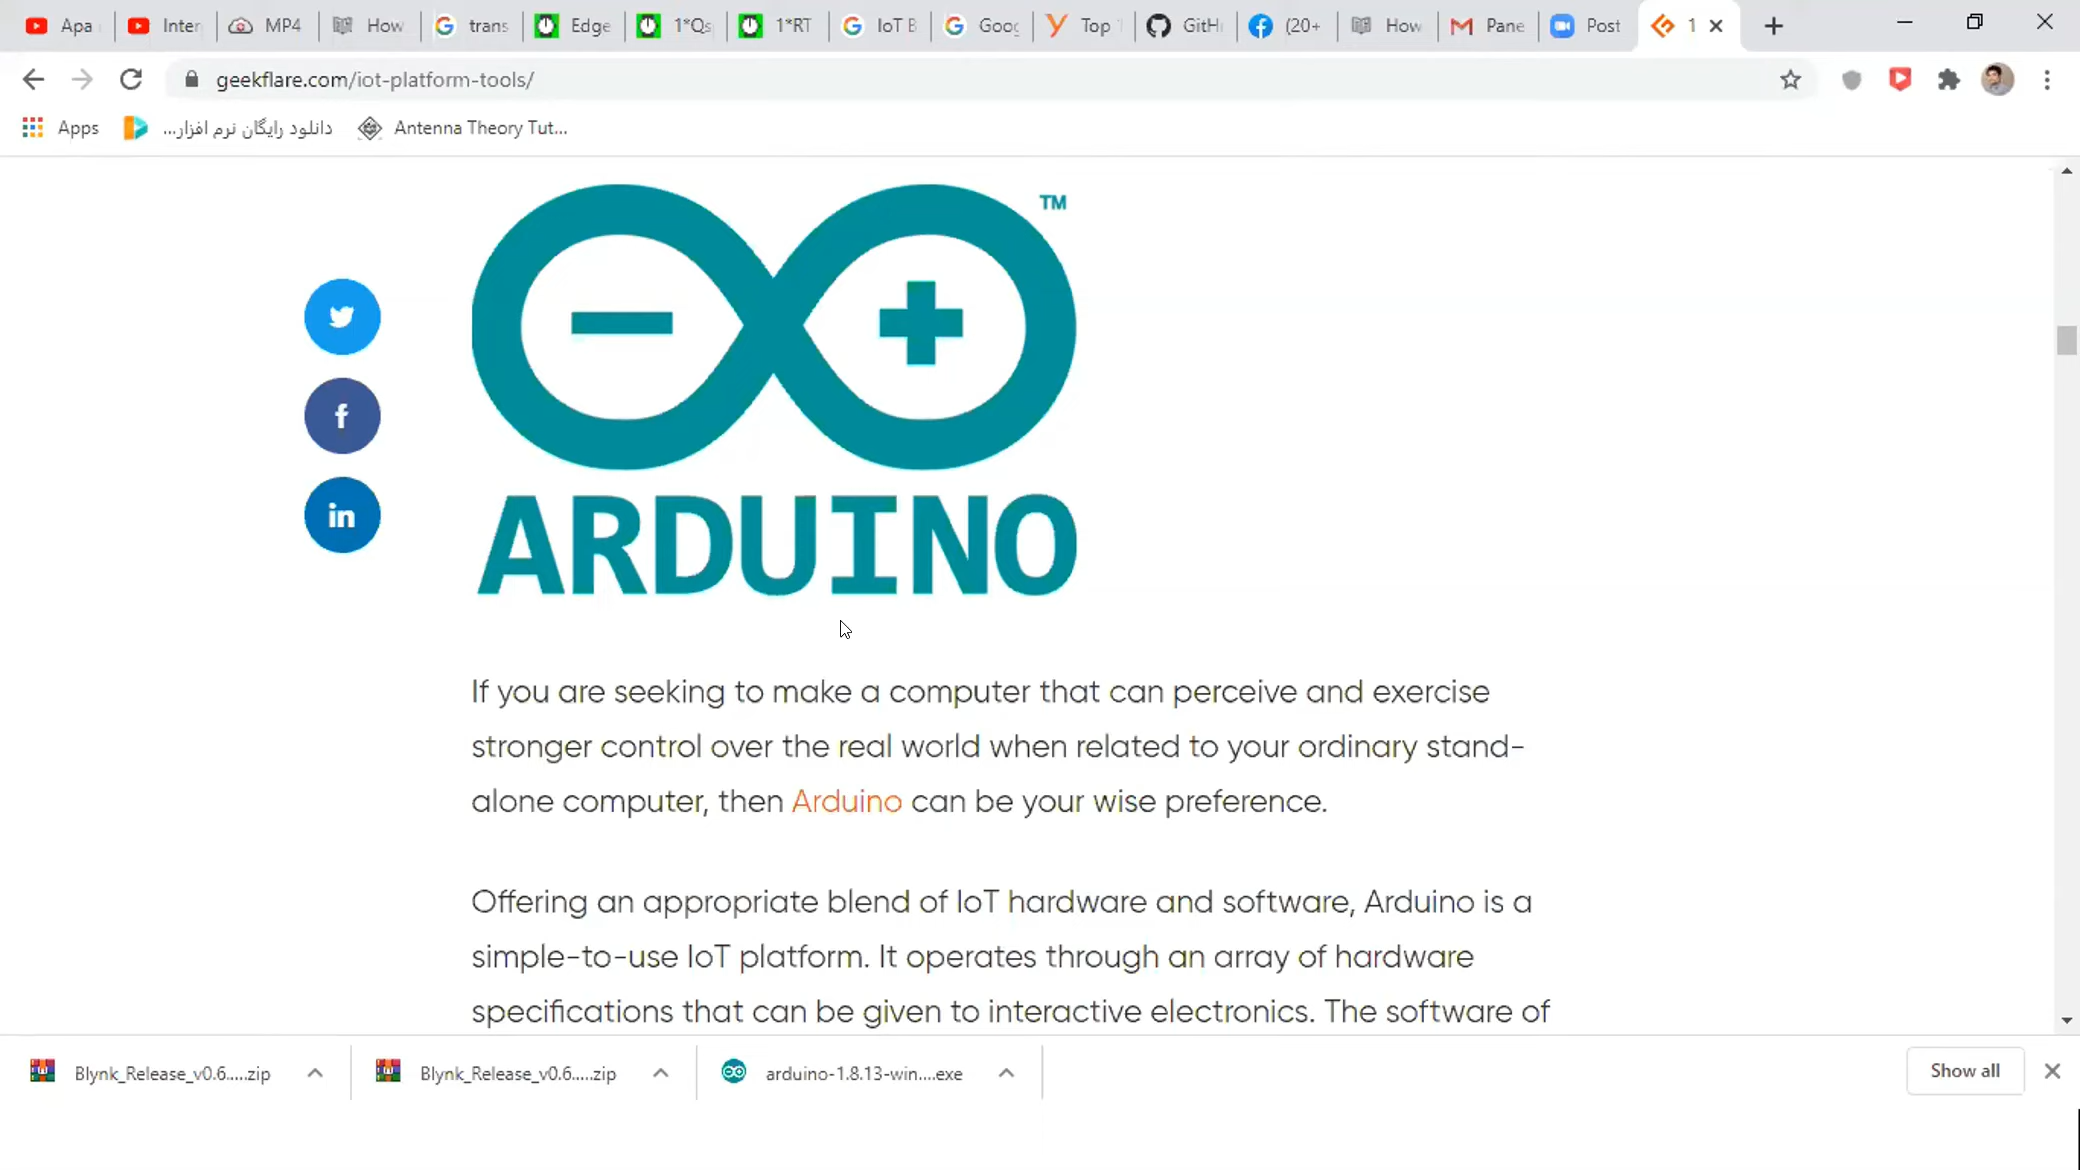 Apa
Inter
MP4
How
trans
Edge
1*Qs
1*RT
IoT B
Goog
Top
GitH
(20+
How
Pane
Post
1
geekflare.com/iot-platform-tools/
Apps
...دانلود رایگان نرم افزار
Antenna Theory Tut...
TM
ARDUINO
If you are seeking to make a computer that can perceive and exercise
stronger control over the real world when related to your ordinary stand-
alone computer, then Arduino can be your wise preference.
Offering an appropriate blend of IoT hardware and software, Arduino is a
simple-to-use IoT platform. It operates through an array of hardware
specifications that can be given to interactive electronics. The software of
Blynk_Release_v0.6....zip
Blynk_Release_v0.6....zip
arduino-1.8.13-win....exe
Show all